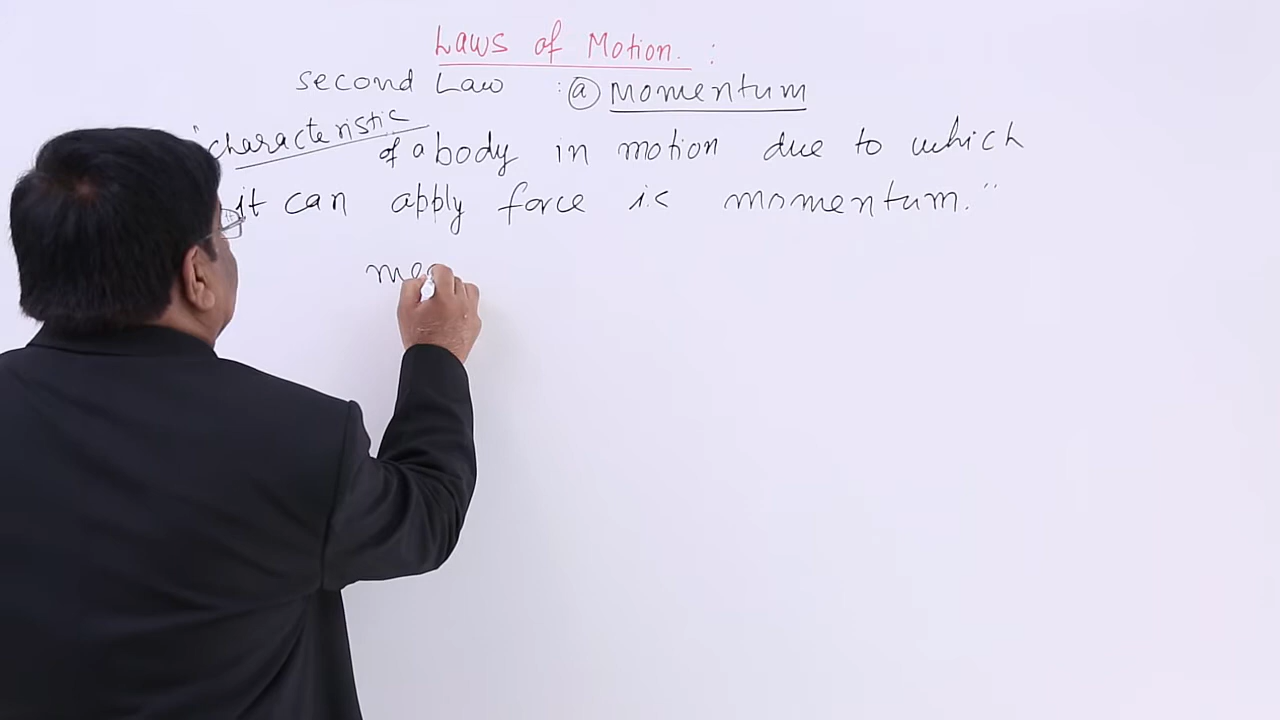 Laws of Motion. :
second Law : ⓐ Momentum
"characteristic of a body in motion due to which
it can apply force is momentum."